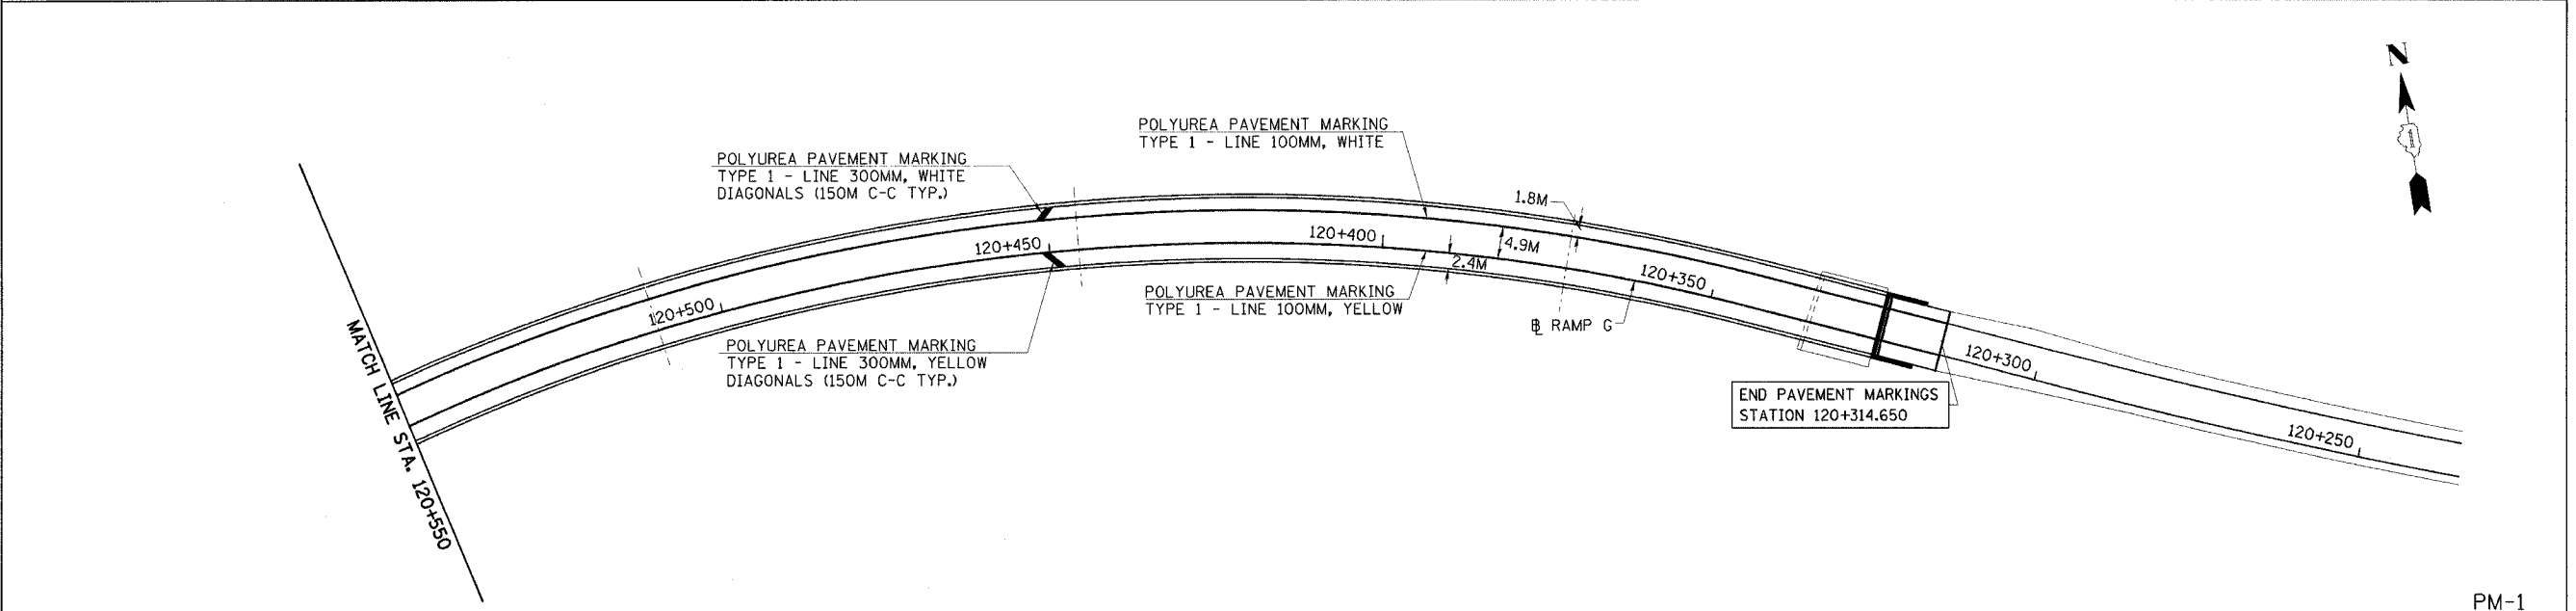 N
POLYUREA PAVEMENT MARKING
TYPE 1 - LINE 100MM, WHITE
POLYUREA PAVEMENT MARKING
TYPE 1 - LINE 300MM, WHITE
DIAGONALS (150M C-C TYP.)
1.8M
120+450
120+400
4.9M
2.4M
120+350
120+500
POLYUREA PAVEMENT MARKING
TYPE 1 - LINE 100MM, YELLOW
℄ RAMP G
MATCH LINE STA. 120+550
POLYUREA PAVEMENT MARKING
TYPE 1 - LINE 300MM, YELLOW
DIAGONALS (150M C-C TYP.)
120+300
END PAVEMENT MARKINGS
STATION 120+314.650
120+250
PM-1